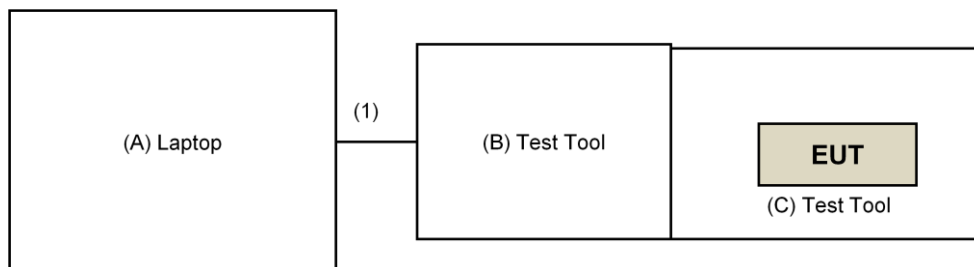 (A) Laptop
(1)
(B) Test Tool
EUT
(C) Test Tool